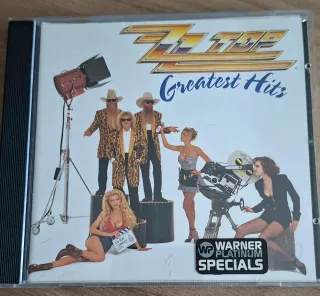 ZZ TOP
Greatest Hits
WARNER
PLATINUM
SPECIALS